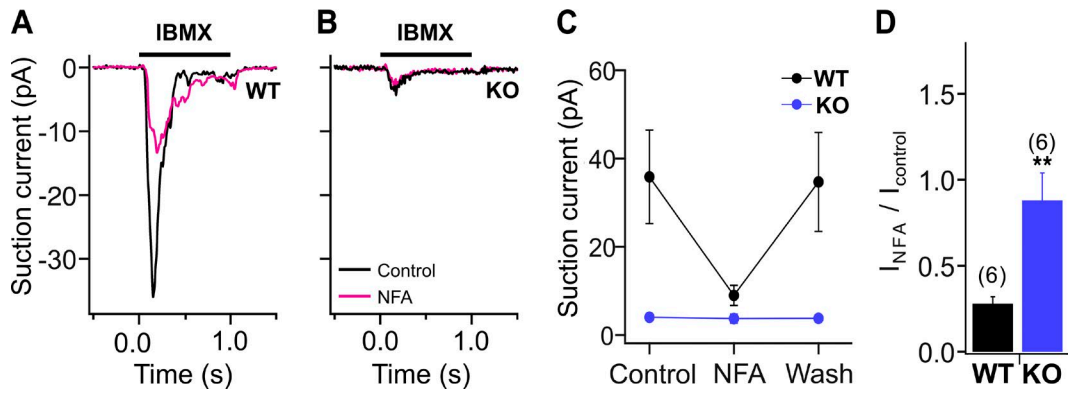 A
IBMX
Suction current (pA)
0
-10
-20
-30
WT
0.0
1.0
Time (s)
B
IBMX
KO
Control
NFA
0.0
1.0
Time (s)
C
Suction current (pA)
60
40
20
0
WT
KO
Control NFA Wash
D
I NFA / I control
1.5
1.0
0.5
0.0
(6)
(6)
**
WT KO